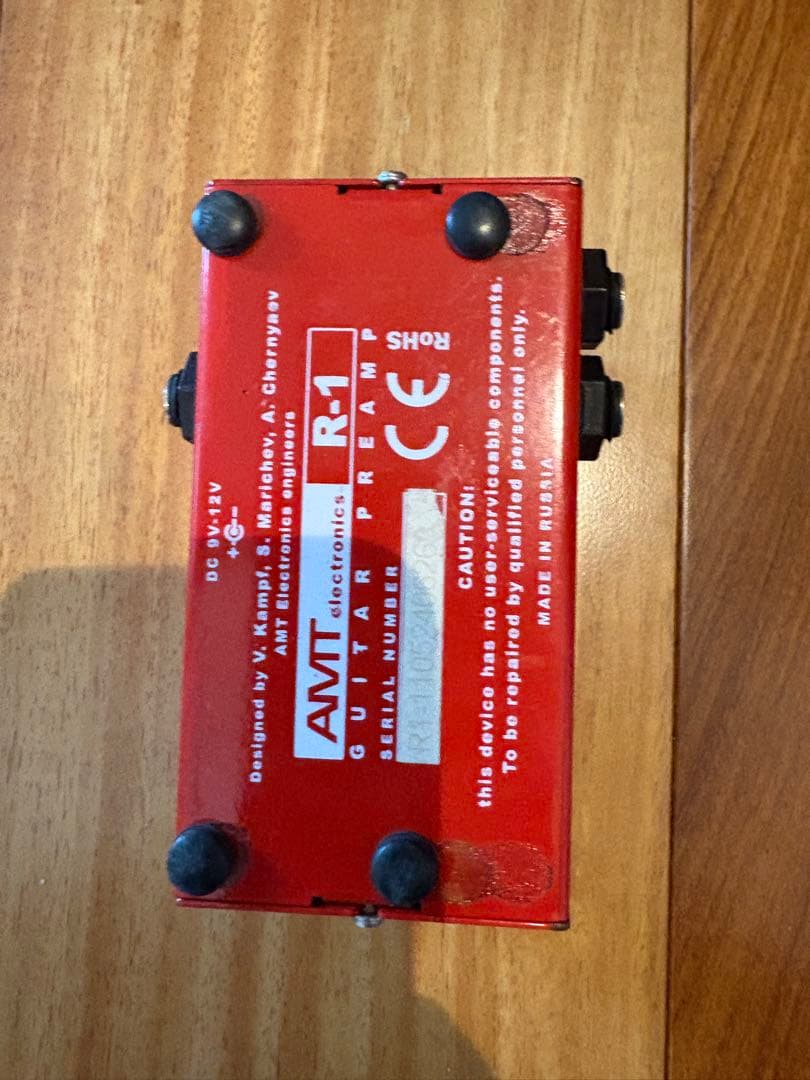 DC 9V-12V
+ -
Designed by V. Kampf, S. Marichev, A. Chernyaev
AMT Electronics engineers
AMT electronics R-1
GUITAR PREAMP
SERIAL NUMBER
CE RoHS
CAUTION:
this device has no user-serviceable components.
To be repaired by qualified personnel only.
MADE IN RUSSIA